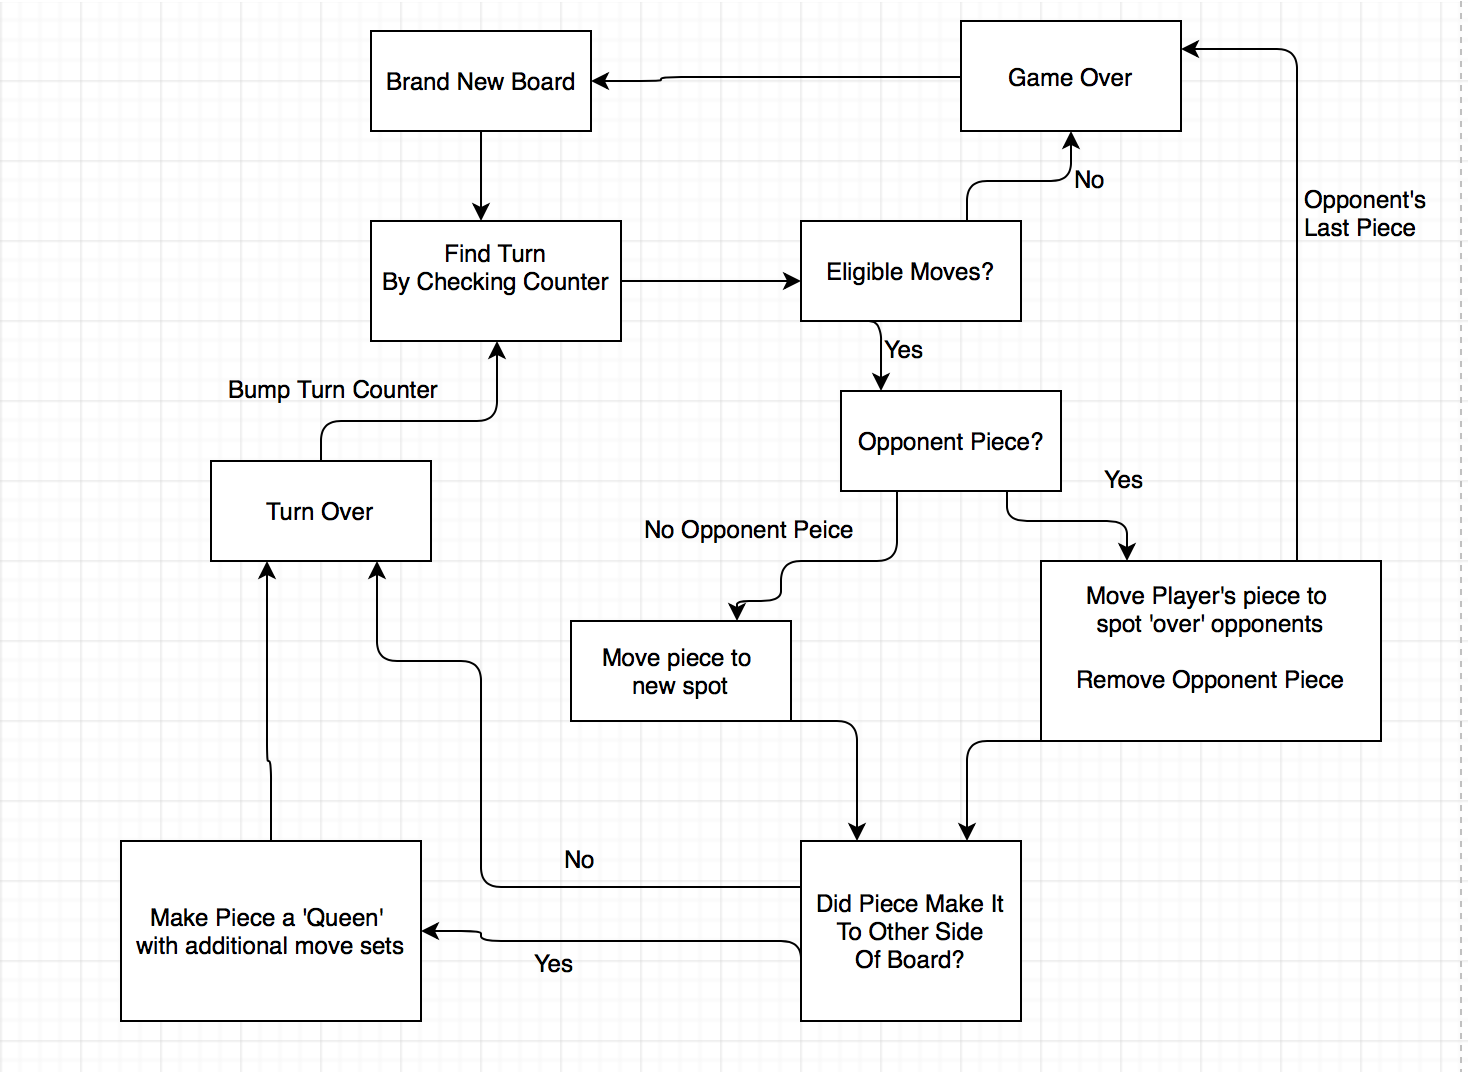 Brand New Board
Game Over
No
Opponent's
Last Piece
Find Turn
By Checking Counter
Eligible Moves?
Yes
Bump Turn Counter
Opponent Piece?
Yes
Turn Over
No Opponent Peice
Move Player's piece to
spot 'over' opponents
Remove Opponent Piece
Move piece to
new spot
No
Did Piece Make It
To Other Side
Of Board?
Make Piece a 'Queen'
with additional move sets
Yes